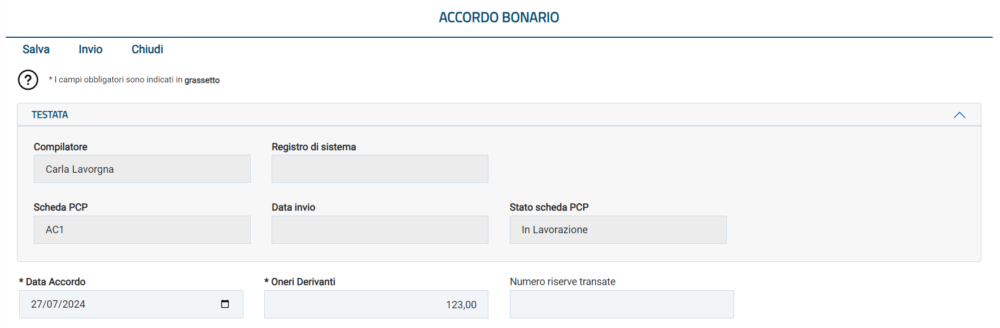 ACCORDO BONARIO
Salva Invio Chiudi
? * I campi obbligatori sono indicati in grassetto
TESTATA
Compilatore Registro di sistema
Carla Lavorgna
Scheda PCP Data invio Stato scheda PCP
AC1 In Lavorazione
* Data Accordo * Oneri Derivanti Numero riserve transate
27/07/2024 123,00